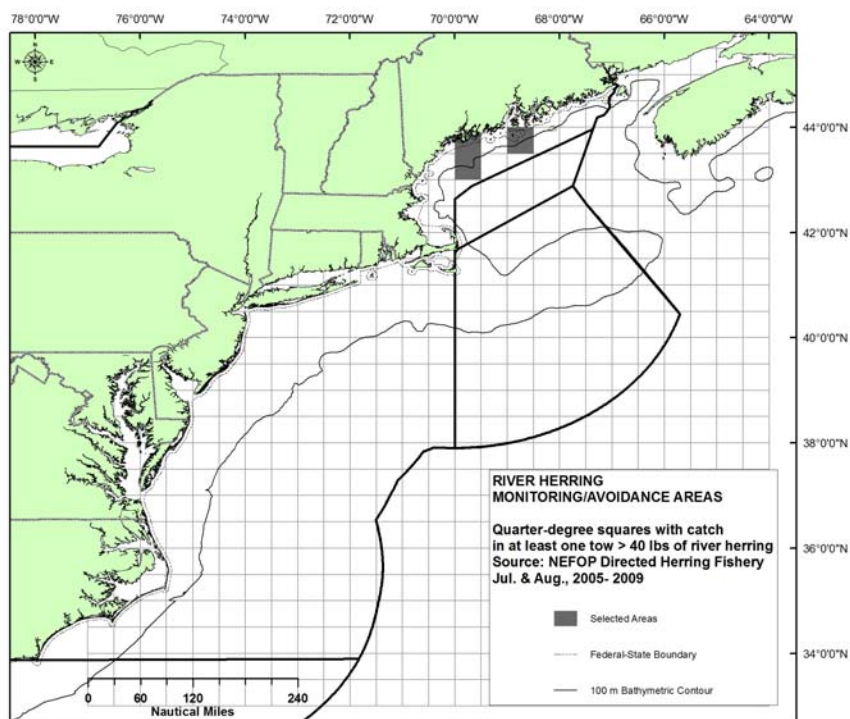 78°0'0"W 76°0'0"W 74°0'0"W 72°0'0"W 70°0'0"W 68°0'0"W 66°0'0"W 64°0'0"W
N
W E
S
44°0'0"N
42°0'0"N
40°0'0"N
38°0'0"N
36°0'0"N
34°0'0"N
RIVER HERRING
MONITORING/AVOIDANCE AREAS
Quarter-degree squares with catch
in at least one tow > 40 lbs of river herring
Source: NEFOP Directed Herring Fishery
Jul. & Aug., 2005- 2009
Selected Areas
Federal-State Boundary
100 m Bathymetric Contour
0 60 120 240
Nautical Miles